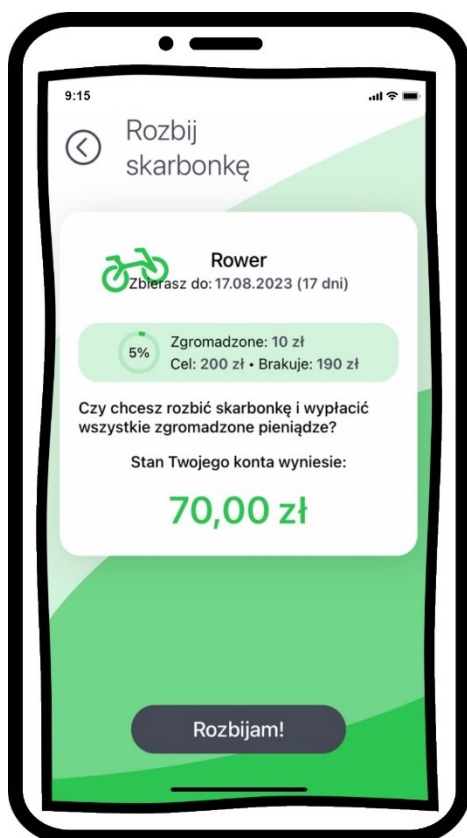 9:15
Rozbij
skarbonkę
Rower
Zbierasz do: 17.08.2023 (17 dni)
5%
Zgromadzone: 10 zł
Cel: 200 zł • Brakuje: 190 zł
Czy chcesz rozbić skarbonkę i wypłacić
wszystkie zgromadzone pieniądze?
Stan Twojego konta wyniesie:
70,00 zł
Rozbijam!